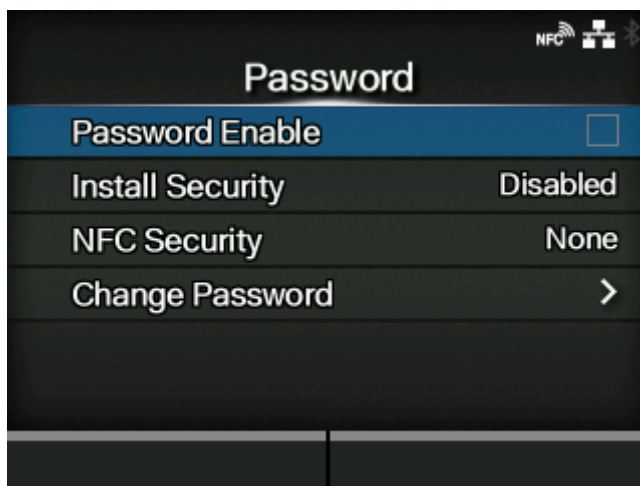 NFC
Password
Password Enable
Install Security Disabled
NFC Security None
Change Password >